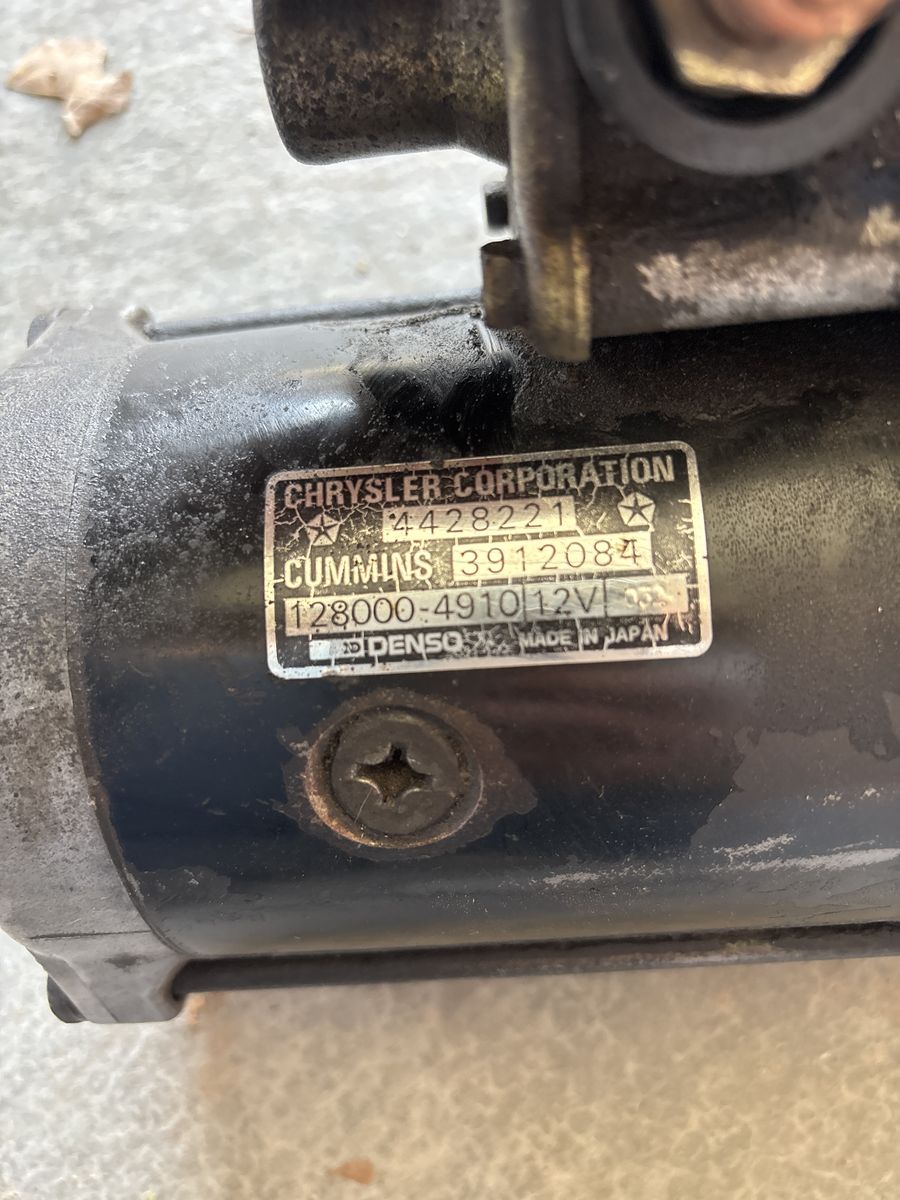 CHRYSLER CORPORATION
4428221
CUMMINS 3912084
128000-4910 12V
DENSO MADE IN JAPAN